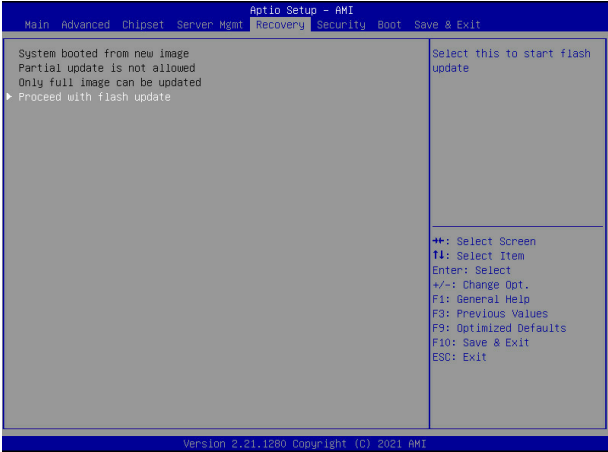 Aptio Setup – AMI
Main Advanced Chipset Server Mgmt Recovery Security Boot Save & Exit
System booted from new image
Partial update is not allowed
Only full image can be updated
Proceed with flash update
Select this to start flash
update
→←: Select Screen
↑↓: Select Item
Enter: Select
+/-: Change Opt.
F1: General Help
F3: Previous Values
F9: Optimized Defaults
F10: Save & Exit
ESC: Exit
Version 2.21.1280 Copyright (C) 2021 AMI